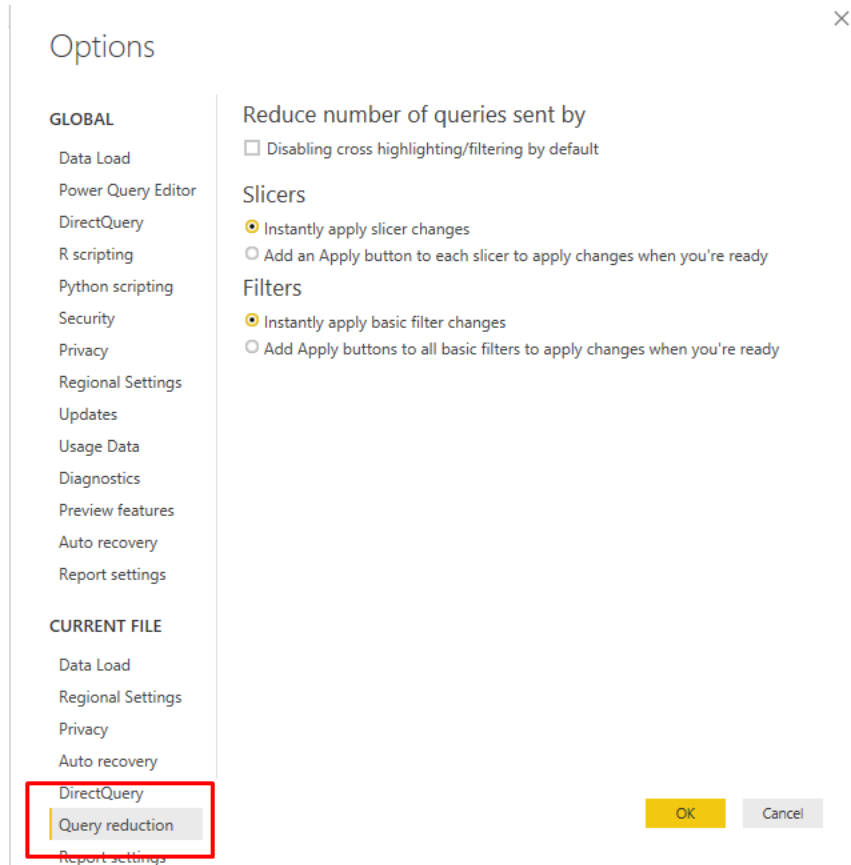 Options
GLOBAL
Data Load
Power Query Editor
DirectQuery
R scripting
Python scripting
Security
Privacy
Regional Settings
Updates
Usage Data
Diagnostics
Preview features
Auto recovery
Report settings
CURRENT FILE
Data Load
Regional Settings
Privacy
Auto recovery
DirectQuery
Query reduction
Report settings
Reduce number of queries sent by
Disabling cross highlighting/filtering by default
Slicers
Instantly apply slicer changes
Add an Apply button to each slicer to apply changes when you're ready
Filters
Instantly apply basic filter changes
Add Apply buttons to all basic filters to apply changes when you're ready
OK
Cancel